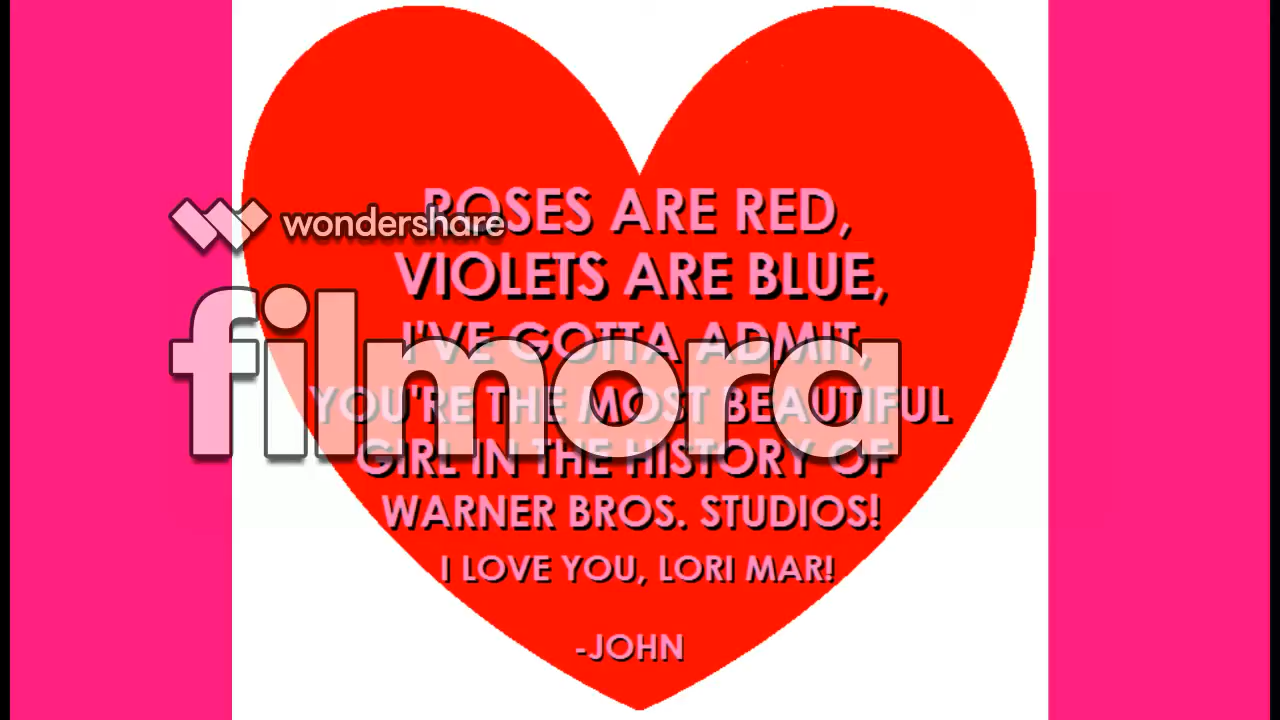 ROSES ARE RED,
wondershare
VIOLETS ARE BLUE,
filmora
I'VE GOTTA ADMIT,
YOU'RE THE MOST BEAUTIFUL
GIRL IN THE HISTORY OF
WARNER BROS. STUDIOS!
I LOVE YOU, LORI MAR!
-JOHN